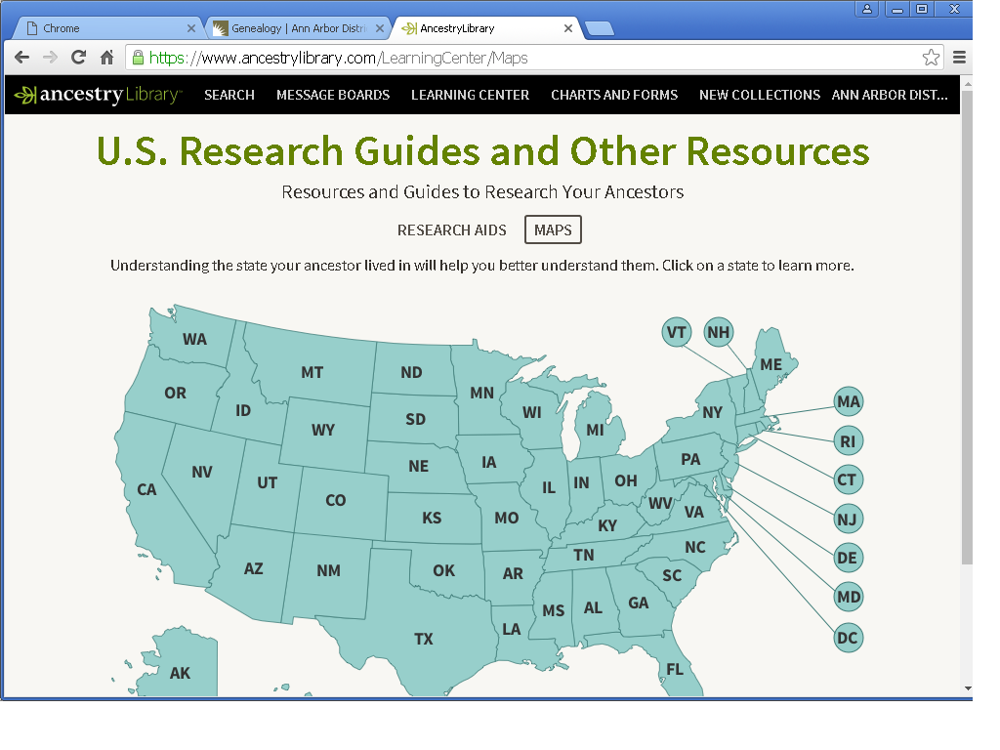 Chrome
Genealogy | Ann Arbor Distri
AncestryLibrary
https://www.ancestrylibrary.com/LearningCenter/Maps
ancestryLibrary™ SEARCH MESSAGE BOARDS LEARNING CENTER CHARTS AND FORMS NEW COLLECTIONS ANN ARBOR DIST...
U.S. Research Guides and Other Resources
Resources and Guides to Research Your Ancestors
RESEARCH AIDS MAPS
Understanding the state your ancestor lived in will help you better understand them. Click on a state to learn more.
VT NH
WA
ME
MT ND
OR MN MA
ID WI NY
SD
WY MI RI
PA
NE IA
NV CT
UT OH
CA IL IN
CO WV VA
KS MO NJ
KY
NC
TN DE
AZ NM OK AR
SC
MD
MS AL GA
LA
TX DC
AK FL